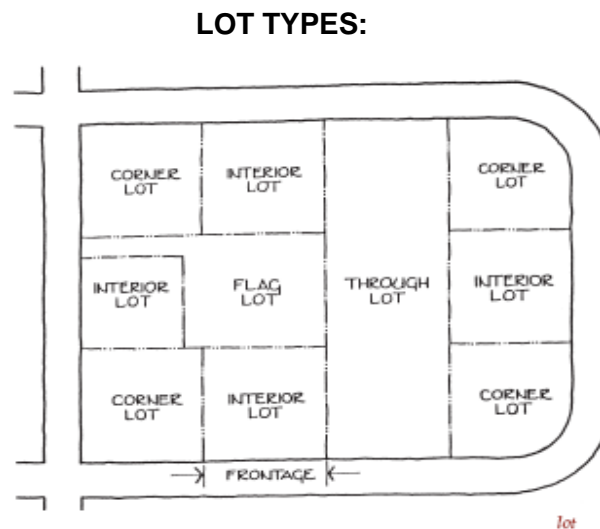 LOT TYPES:
CORNER
LOT
INTERIOR
LOT
CORNER
LOT
INTERIOR
LOT
FLAG
LOT
THROUGH
LOT
INTERIOR
LOT
CORNER
LOT
INTERIOR
LOT
CORNER
LOT
FRONTAGE
lot